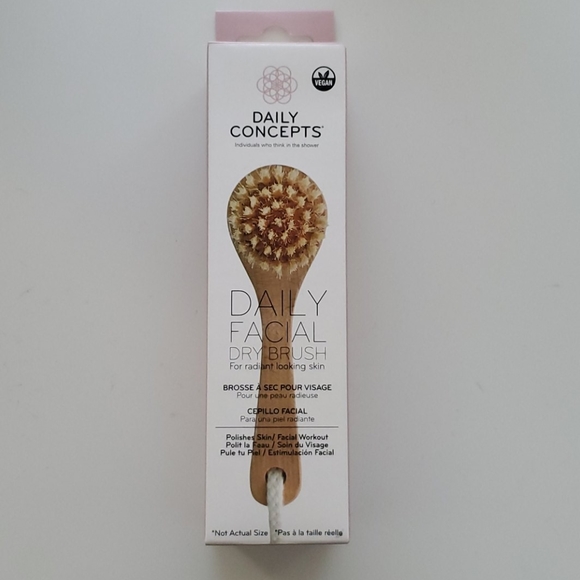 VEGAN
DAILY
CONCEPTS®
Individuals who think in the shower
DAILY
FACIAL
DRY BRUSH
For radiant looking skin
BROSSE À SEC POUR VISAGE
Pour une peau radieuse
CEPILLO FACIAL
Para una piel radiante
Polishes Skin/ Facial Workout
Polit la Faau / Soin du Visage
Pule tu Piel / Estimulación Facial
*Not Actual Size *Pas à la taille réelle